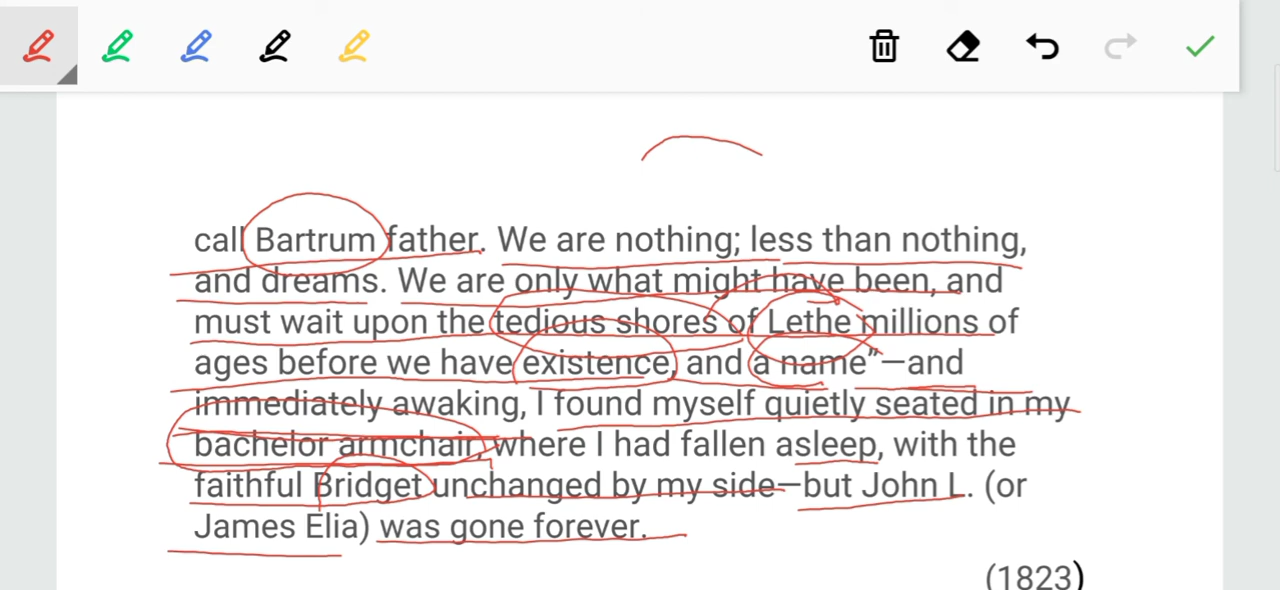 call Bartrum father. We are nothing; less than nothing,
and dreams. We are only what might have been, and
must wait upon the tedious shores of Lethe millions of
ages before we have existence, and a name”—and
immediately awaking, I found myself quietly seated in my
bachelor armchair, where I had fallen asleep, with the
faithful Bridget unchanged by my side—but John L. (or
James Elia) was gone forever.
(1823)